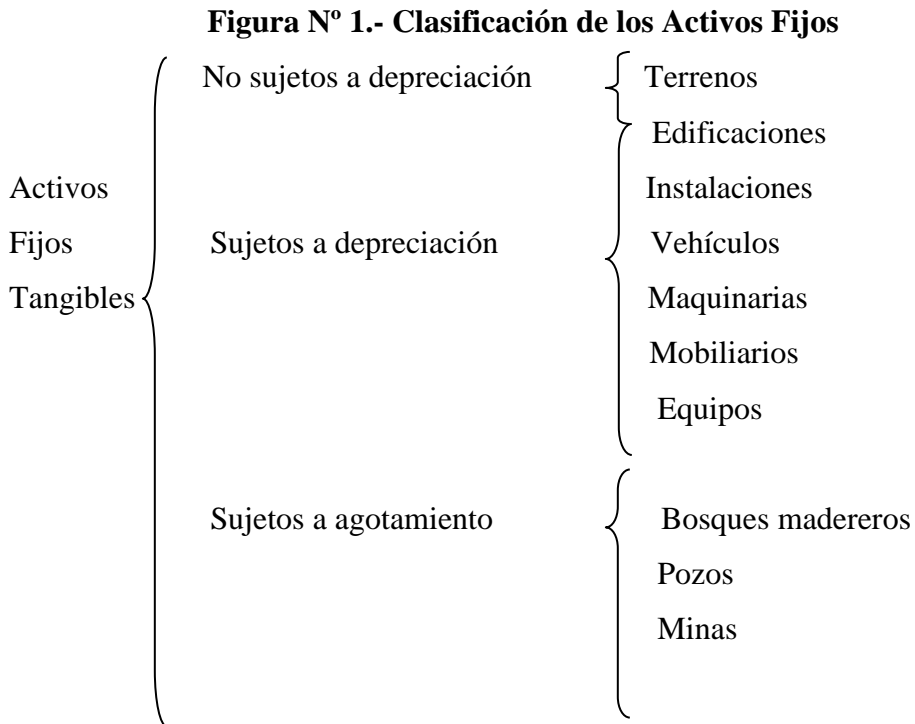 Figura Nº 1.- Clasificación de los Activos Fijos
No sujetos a depreciación
Terrenos
Edificaciones
Activos
Instalaciones
Fijos
Sujetos a depreciación
Vehículos
Tangibles
Maquinarias
Mobiliarios
Equipos
Sujetos a agotamiento
Bosques madereros
Pozos
Minas